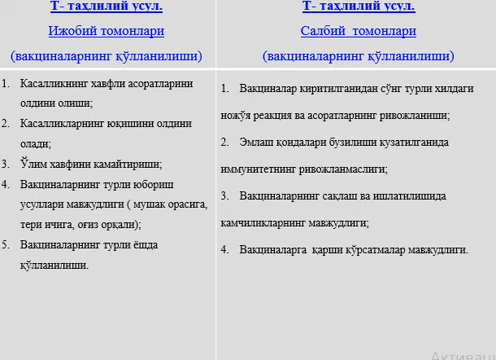 Т- таҳлилий усул.
Ижобий томонлари
(вакциналарнинг қўлланилиши)
1. Касалликнинг хавфли асоратларини
олдини олиши;
2. Касалликларнинг юқишини олдини
олади;
3. Ўлим хавфини камайтириши;
4. Вакциналарнинг турли юбориш
усуллари мавжудлиги ( мушак орасига,
тери ичига, оғиз орқали);
5. Вакциналарнинг турли ёшда
қўлланилиши.
Т- таҳлилий усул.
Салбий томонлари
(вакциналарнинг қўлланилиши)
1. Вакциналар киритилганидан сўнг турли хилдаги
ножўя реакция ва асоратларнинг ривожланиши;
2. Эмлаш қоидалари бузилиши кузатилганида
иммунитетнинг ривожланмаслиги;
3. Вакциналарнинг сақлаш ва ишлатилишида
камчиликларнинг мавжудлиги;
4. Вакциналарга қарши кўрсатмалар мавжудлиги.